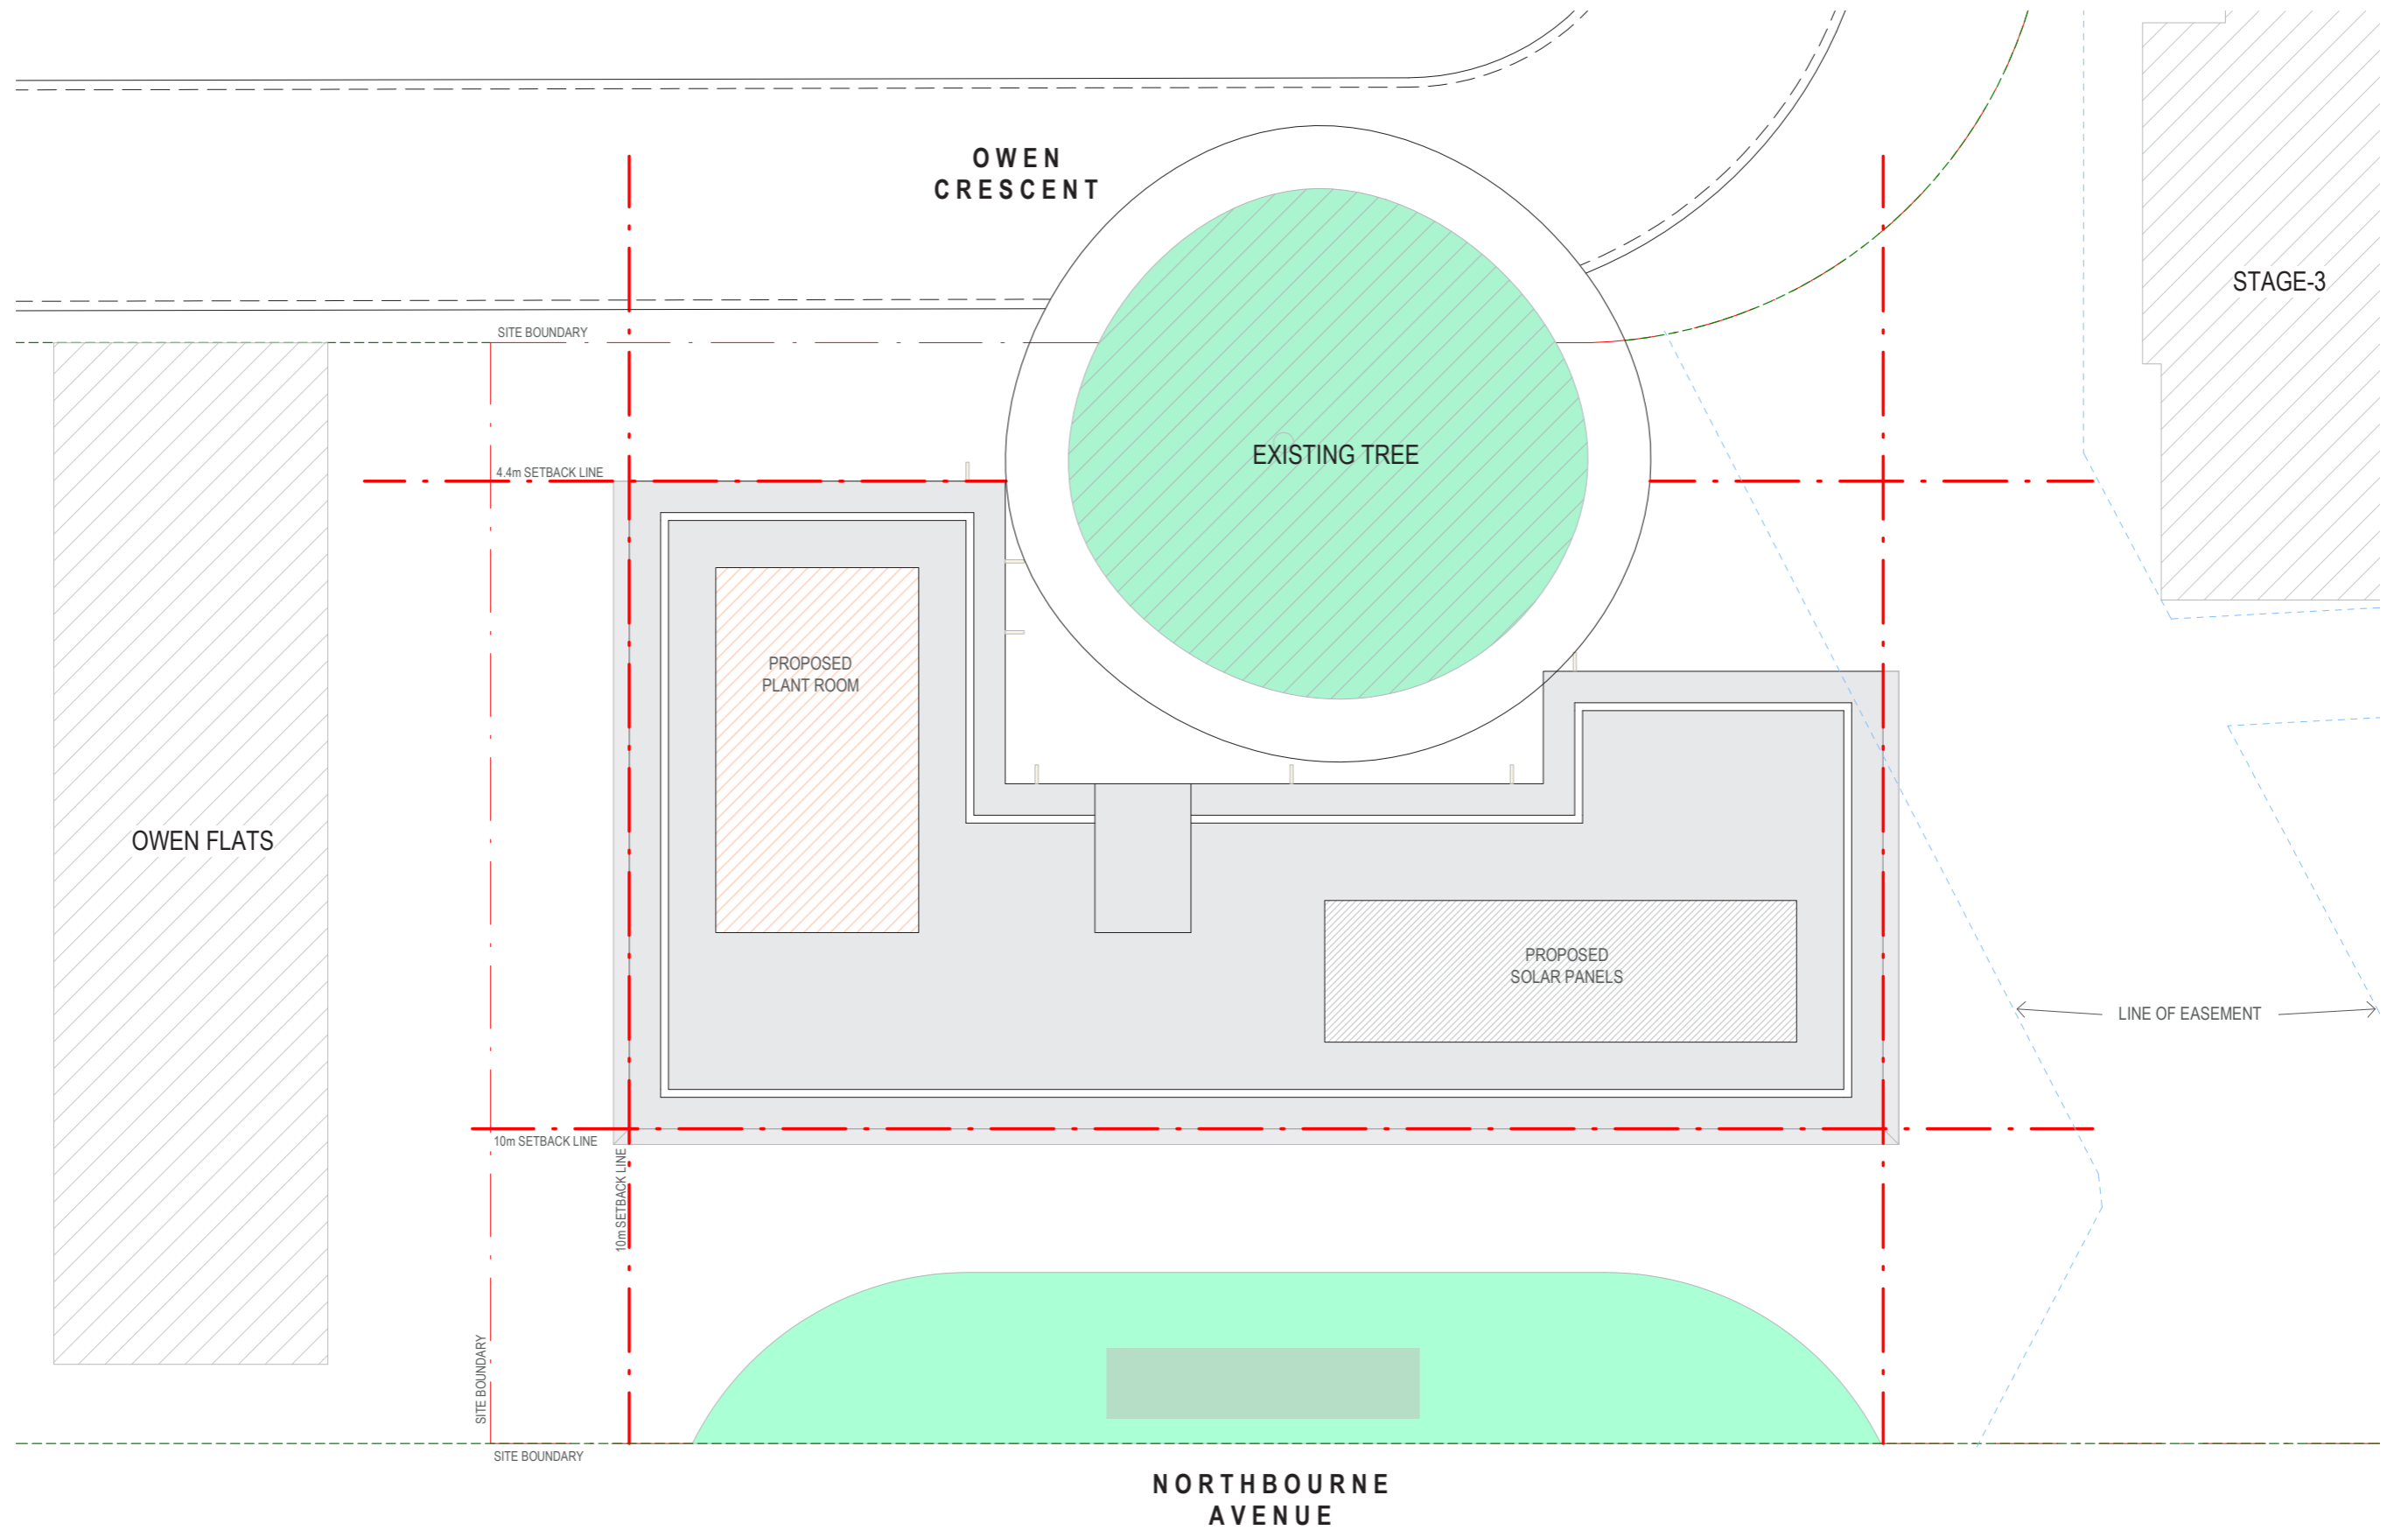 OWEN
CRESCENT
SITE BOUNDARY
STAGE-3
EXISTING TREE
4.4m SETBACK LINE
PROPOSED
PLANT ROOM
OWEN FLATS
PROPOSED
SOLAR PANELS
LINE OF EASEMENT
10m SETBACK LINE
10m SETBACK LINE
SITE BOUNDARY
SITE BOUNDARY
NORTHBOURNE
AVENUE